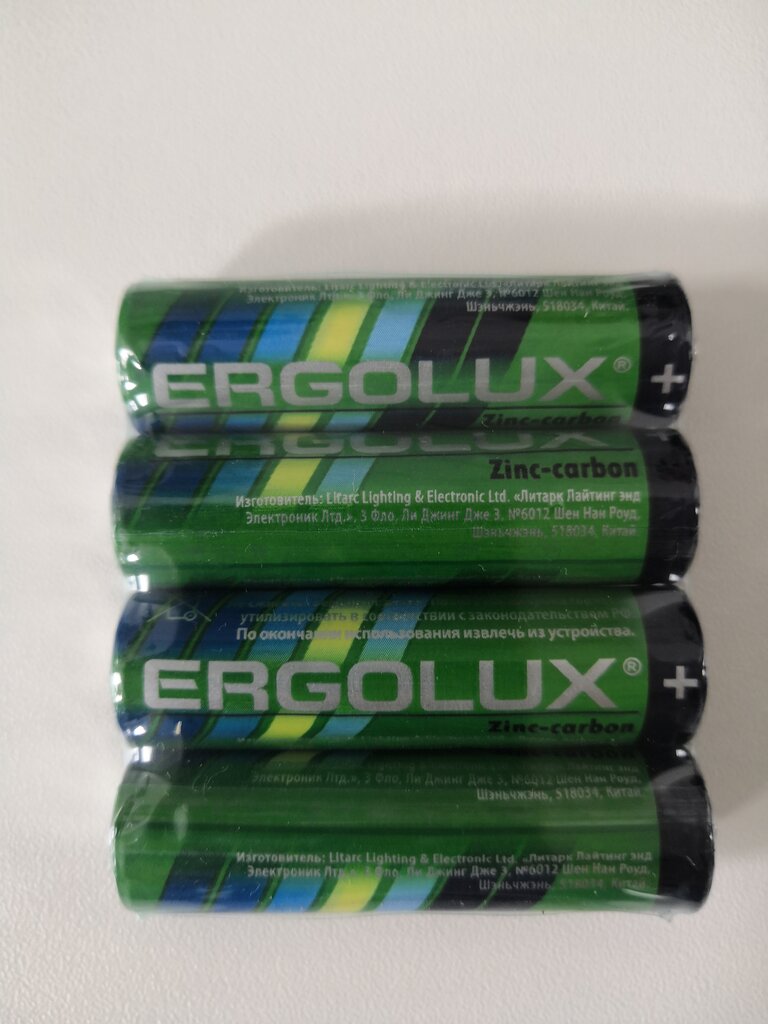 Изготовитель: Litarc Lighting & Electronic Ltd. «Литарк Лайтинг
Электроник Лтд.», 3 Фло, Ли Джинг Дже 3, №6012 Шен Нан Роуд,
Шэньчжэнь, 518034, Китай.
ERGOLUX®
+
Zinc-carbon
ERGOLUX
Zinc-carbon
Изготовитель: Litarc Lighting & Electronic Ltd. «Литарк Лайтинг энд
Электроник Лтд.», 3 Фло, Ли Джинг Дже 3, №6012 Шен Нан Роуд,
Шэньчжэнь, 518034, Китай.
утилизировать в соответствии с законодательством РФ.
По окончании использования извлечь из устройства.
ERGOLUX®
+
Zinc-carbon
Электроник Лтд.», 3 Фло, Ли Джинг Дже 3, №6012 Шен Нан Роуд,
Шэньчжэнь, 518034, Китай.
Изготовитель: Litarc Lighting & Electronic Ltd. «Литарк Лайтинг энд
Электроник Лтд.», 3 Фло, Ли Джинг Дже 3, №6012 Шен Нан Роуд,
Шэньчжэнь, 518034, Китай.